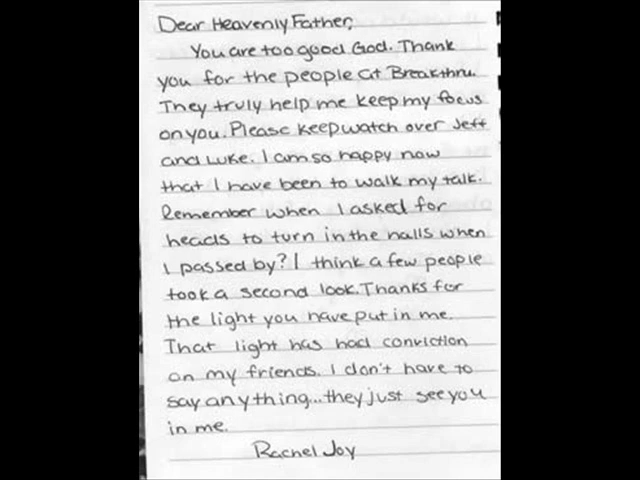 Dear Heavenly Father,
You are too good God. Thank
you for the people at Breakthru.
They truly help me keep my focus
on you. Please keep watch over Jeff
and Luke. I am so happy now
that I have been to walk my talk.
Remember when I asked for
heads to turn in the halls when
I passed by? I think a few people
took a second look. Thanks for
the light you have put in me.
That light has had conviction
on my friends. I don't have to
say anything...they just see you
in me.
Rachel Joy